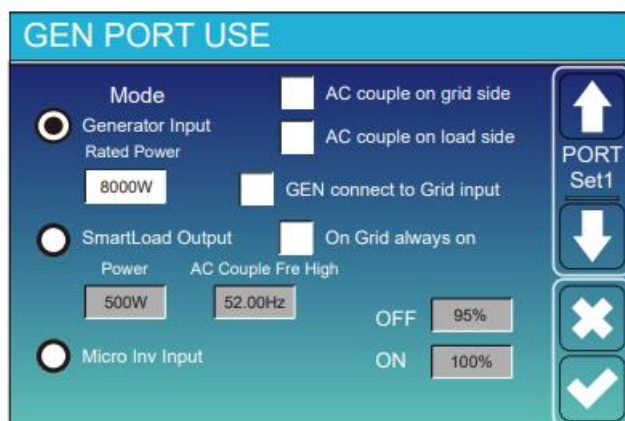 GEN PORT USE
Mode
AC couple on grid side
Generator Input
Rated Power
AC couple on load side
8000W
GEN connect to Grid input
PORT
Set1
SmartLoad Output
On Grid always on
Power
AC Couple Fre High
500W
52.00Hz
OFF
95%
Micro Inv Input
ON
100%